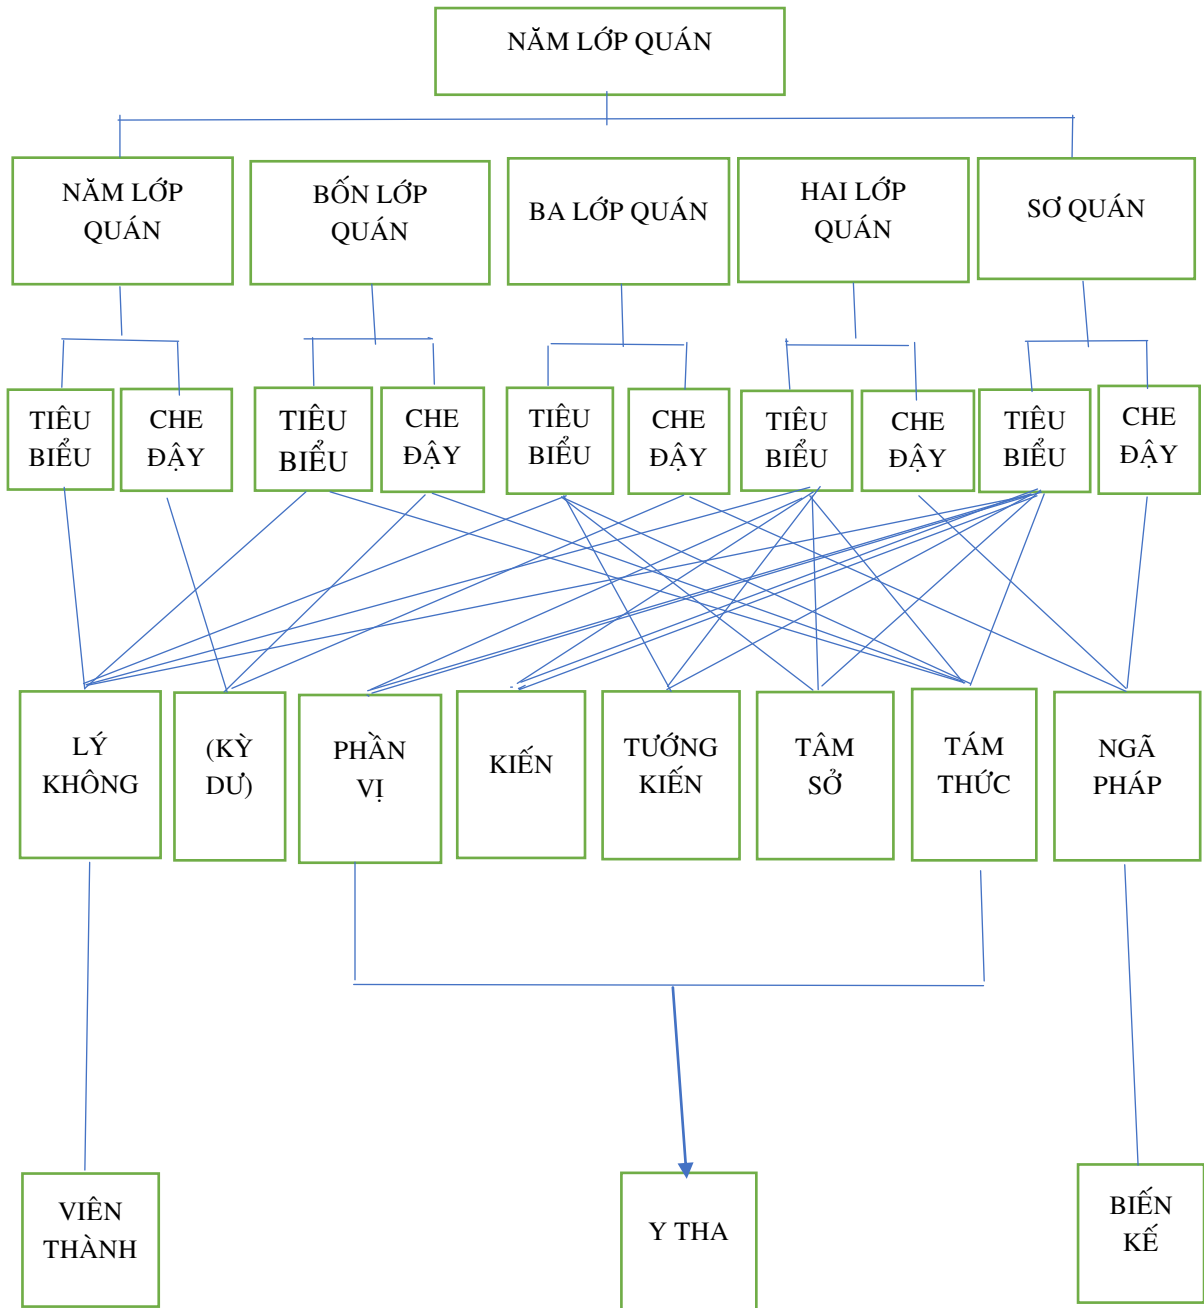 NĂM LỚP QUÁN
NĂM LỚP
QUÁN
BỐN LỚP
QUÁN
BA LỚP QUÁN
HAI LỚP
QUÁN
SƠ QUÁN
TIÊU
BIỂU
CHE
ĐẬY
TIÊU
BIỂU
CHE
ĐẬY
TIÊU
BIỂU
CHE
ĐẬY
TIÊU
BIỂU
CHE
ĐẬY
TIÊU
BIỂU
CHE
ĐẬY
LÝ
KHÔNG
(KỲ
DƯ)
PHẦN
VỊ
KIẾN
TƯỚNG
KIẾN
TÂM
SỞ
TÁM
THỨC
NGÃ
PHÁP
VIÊN
THÀNH
Y THA
BIẾN
KẾ